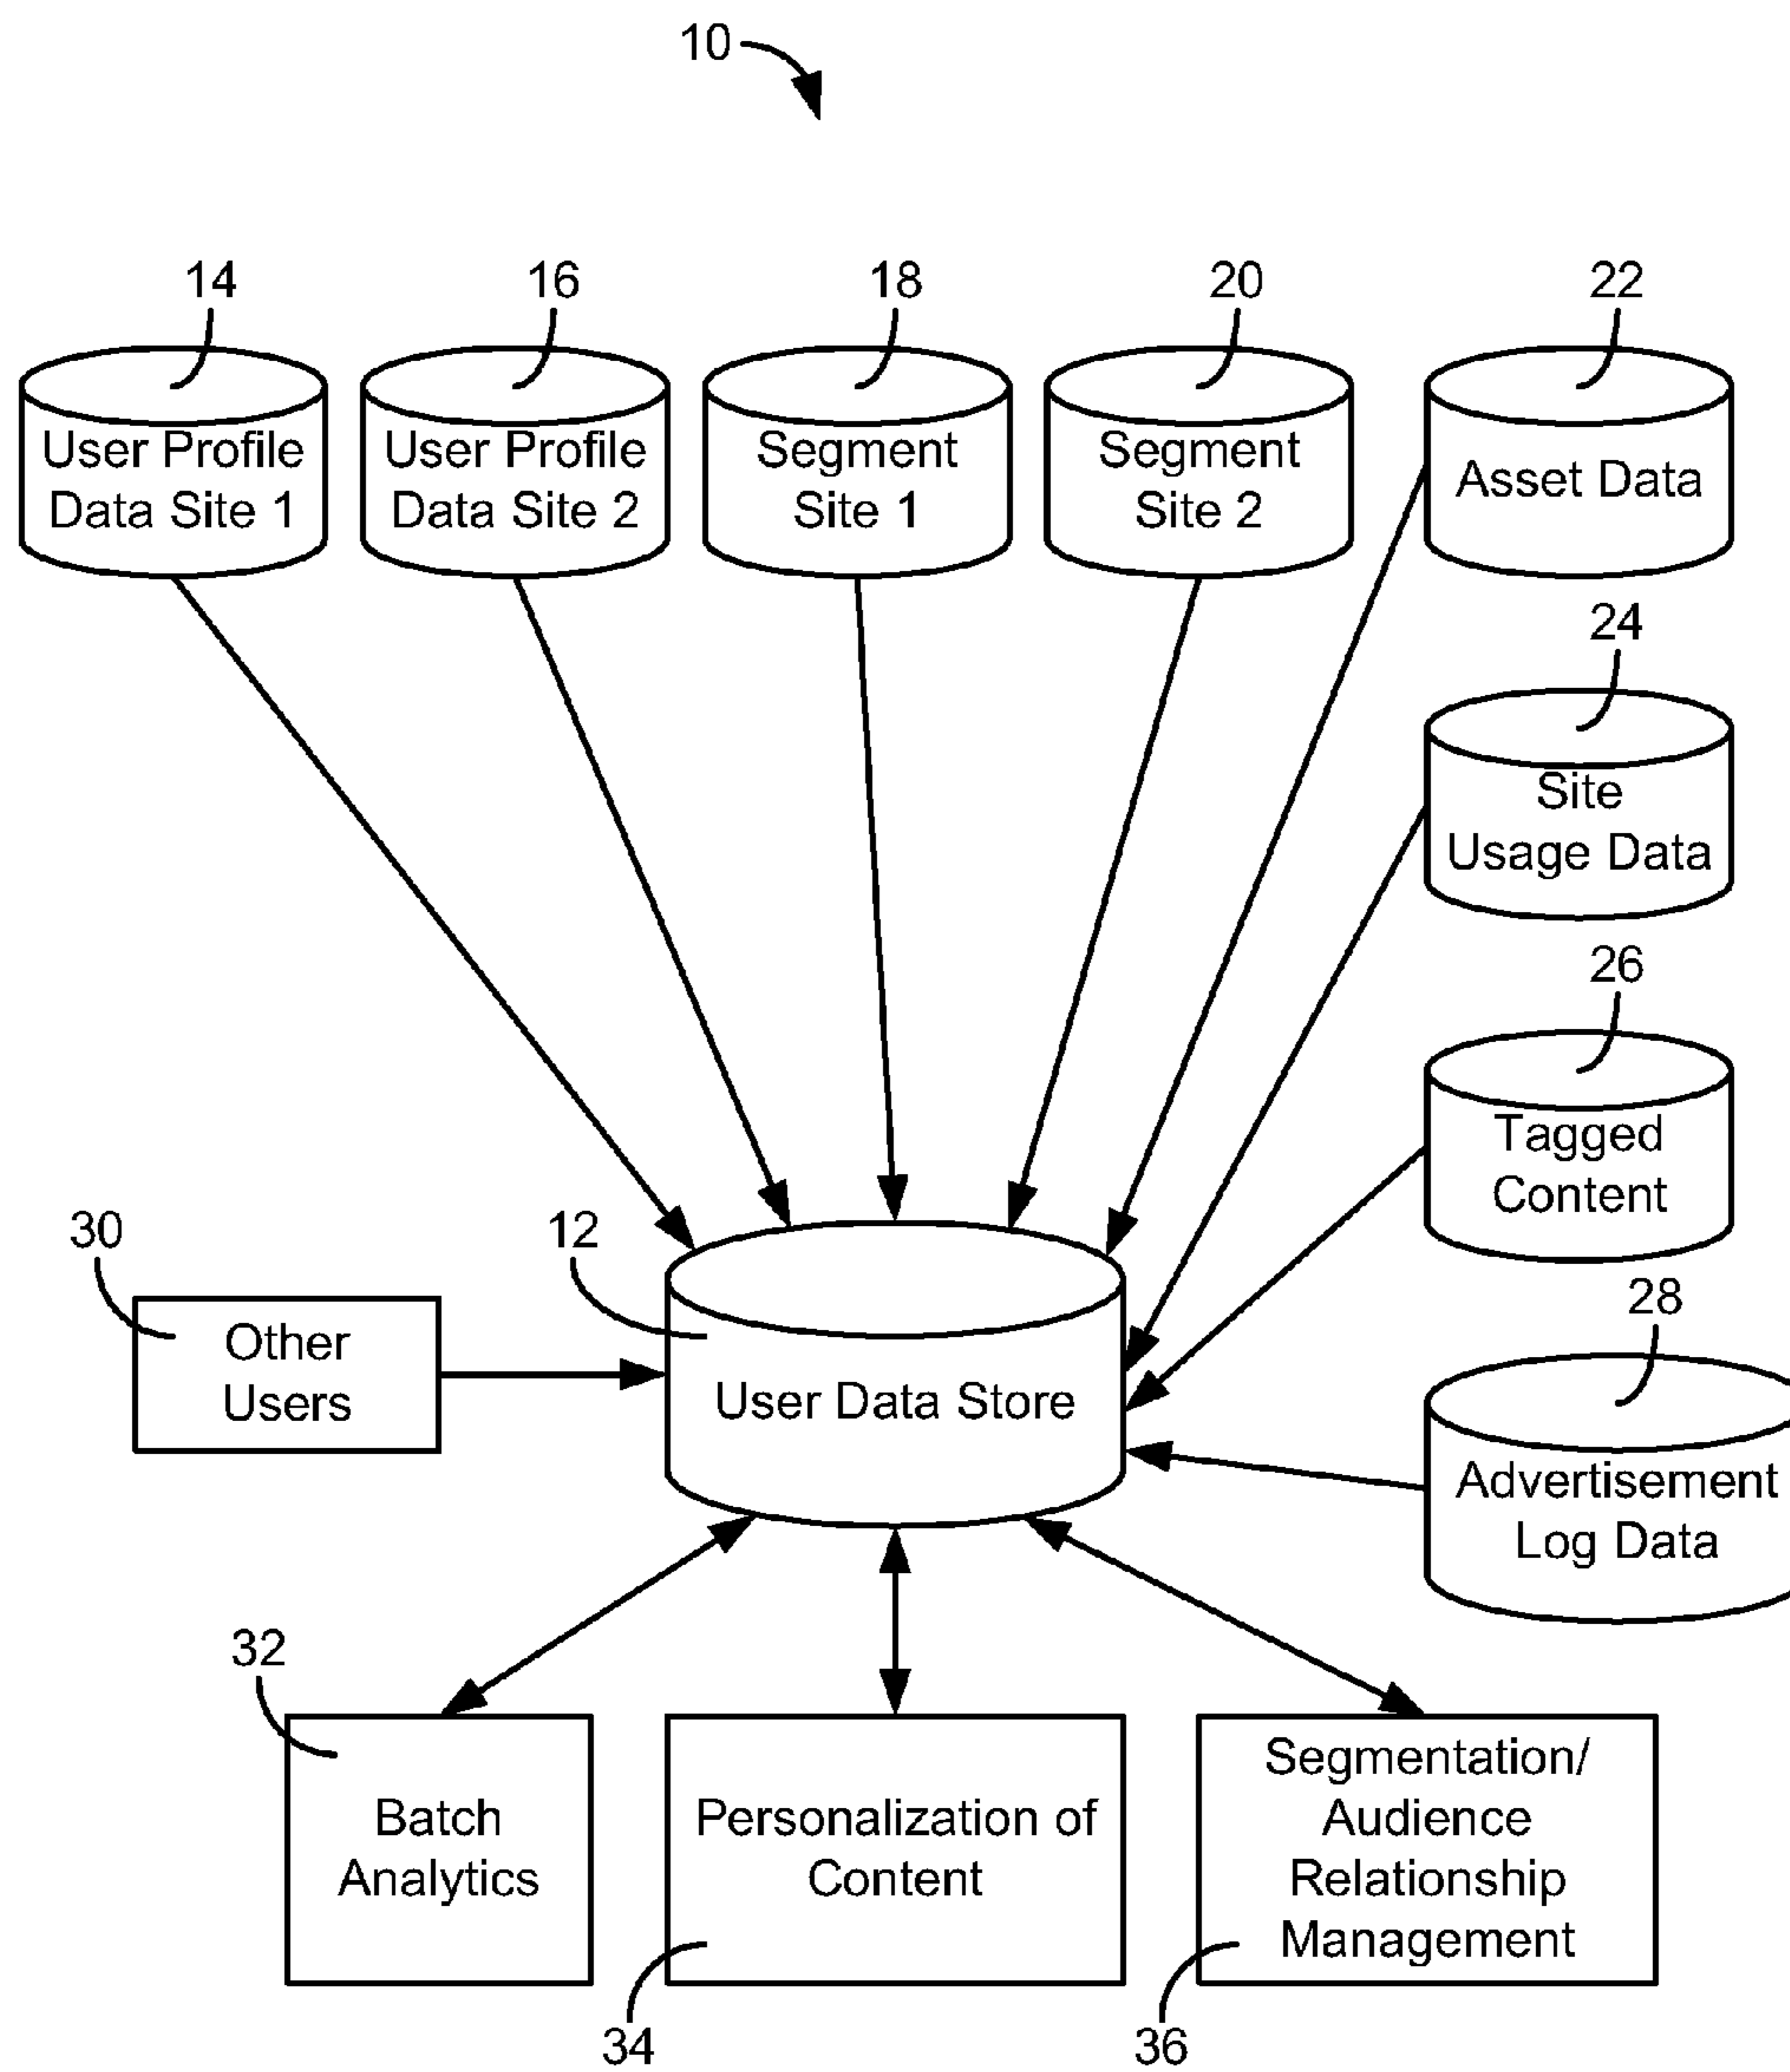 10
14
16
18
20
22
User Profile
Data Site 1
User Profile
Data Site 2
Segment
Site 1
Segment
Site 2
Asset Data
24
Site
Usage Data
26
Tagged
Content
30
12
28
Other
Users
User Data Store
Advertisement
Log Data
32
Batch
Analytics
Personalization of
Content
Segmentation/
Audience
Relationship
Management
34
36